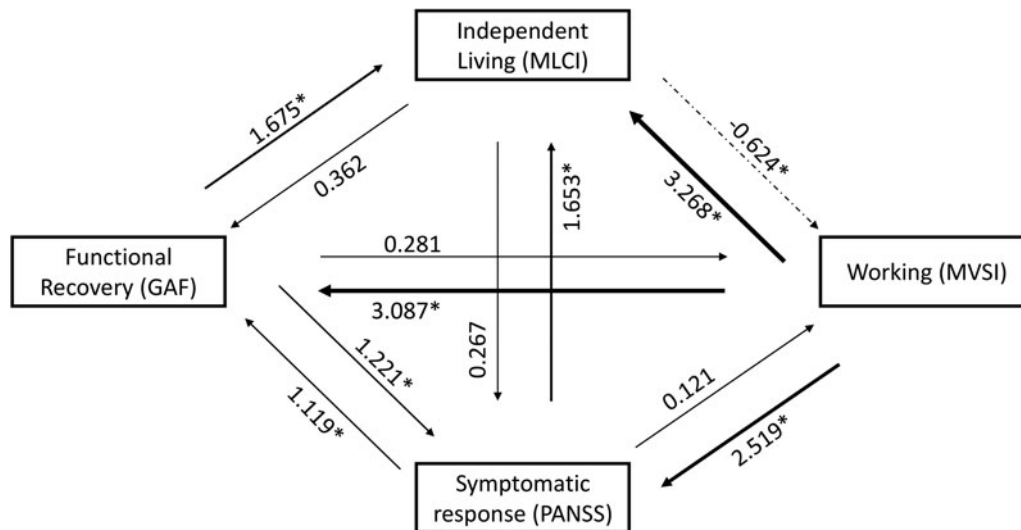 Independent
Living (MLCI)
1.675*
-0.624*
0.362
1.653*
3.268*
Functional
Recovery (GAF)
0.281
Working (MVSI)
3.087*
0.267
1.221*
0.121
1.119*
2.519*
Symptomatic
response (PANSS)